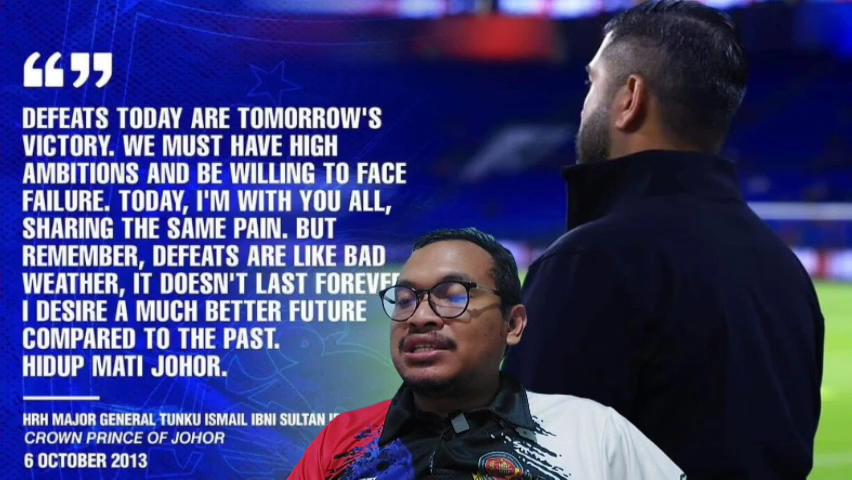 DEFEATS TODAY ARE TOMORROW'S
VICTORY. WE MUST HAVE HIGH
AMBITIONS AND BE WILLING TO FACE
FAILURE. TODAY, I'M WITH YOU ALL,
SHARING THE SAME PAIN. BUT
REMEMBER, DEFEATS ARE LIKE BAD
WEATHER, IT DOESN'T LAST
I DESIRE A MUCH BETTER FUTURE
COMPARED TO THE PAST.
HIDUP MATI JOHOR.
HRH MAJOR GENERAL TUNKU ISMAIL IBNI SULTAN
CROWN PRINCE OF JOHOR
6 OCTOBER 2013